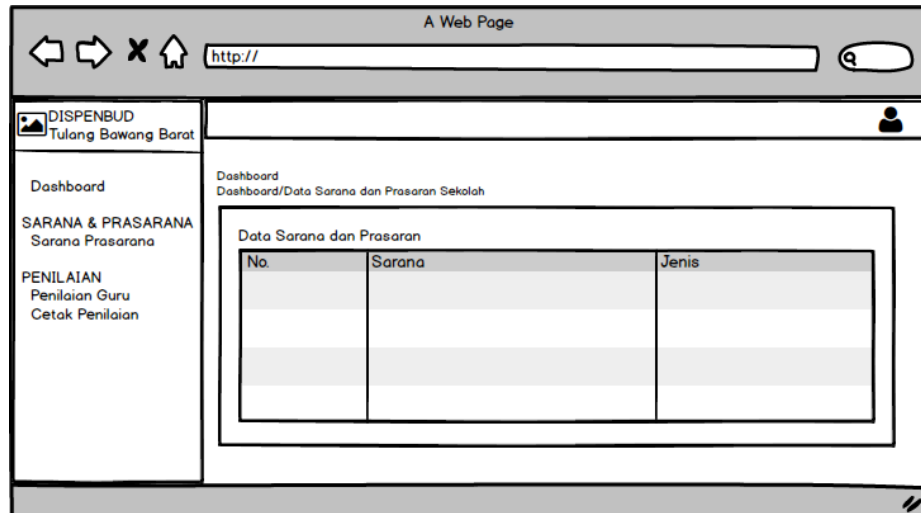 A Web Page
http://
DISPENBUD
Tulang Bawang Barat
Dashboard
SARANA & PRASARANA
Sarana Prasarana
PENILAIAN
Penilaian Guru
Cetak Penilaian
Dashboard
Dashboard/Data Sarana dan Prasaran Sekolah
Data Sarana dan Prasaran
No. Sarana Jenis